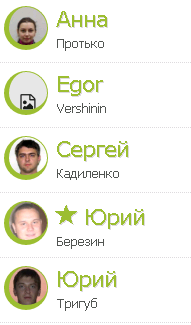 Анна
Протько
Egor
Vershinin
Сергей
Кадиленко
★ Юрий
Березин
Юрий
Тригуб